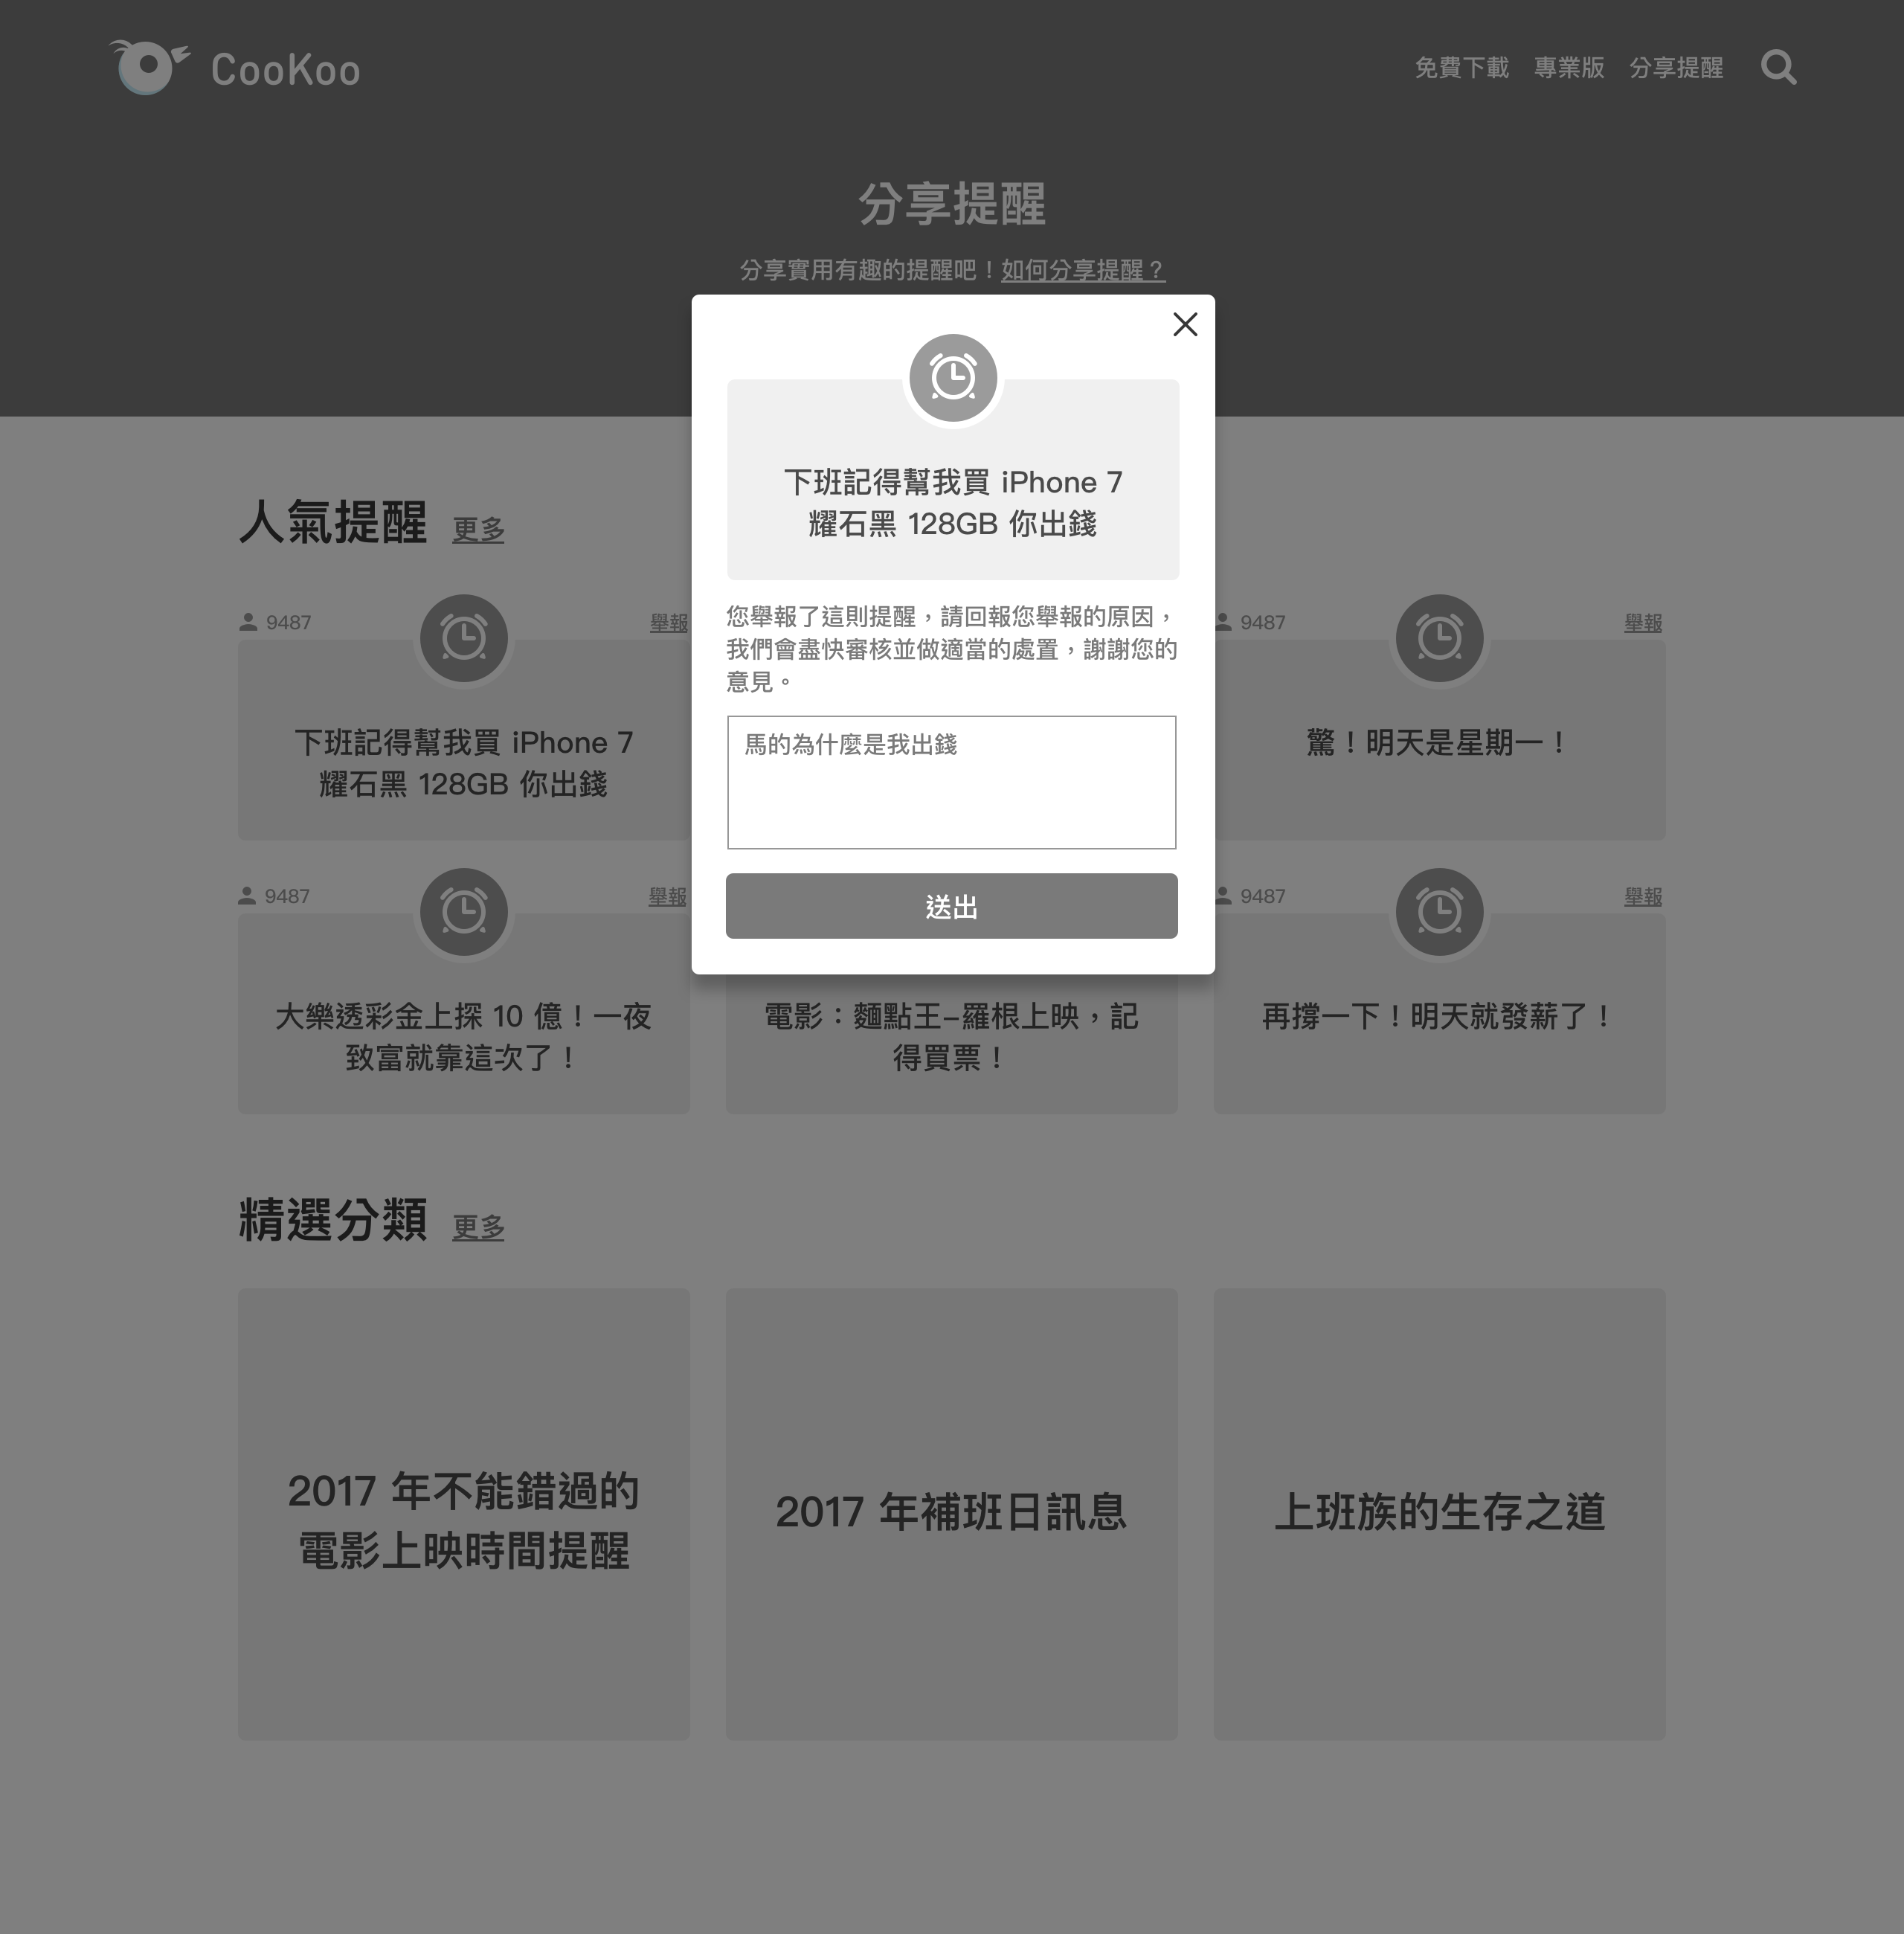 CooKoo
免費下載 專業版 分享提醒
分享提醒
分享實用有趣的提醒吧！如何分享提醒？
下班記得幫我買 iPhone 7
耀石黑 128GB 你出錢
您舉報了這則提醒，請回報您舉報的原因，
我們會盡快審核並做適當的處置，謝謝您的
意見。
馬的為什麼是我出錢
送出
人氣提醒 更多
9487 舉報
下班記得幫我買 iPhone 7
耀石黑 128GB 你出錢
9487 舉報
驚！明天是星期一！
9487 舉報
大樂透彩金上探 10 億！一夜
致富就靠這次了！
電影：麵點王–羅根上映，記
得買票！
9487 舉報
再撐一下！明天就發薪了！
精選分類 更多
2017 年不能錯過的
電影上映時間提醒
2017 年補班日訊息
上班族的生存之道